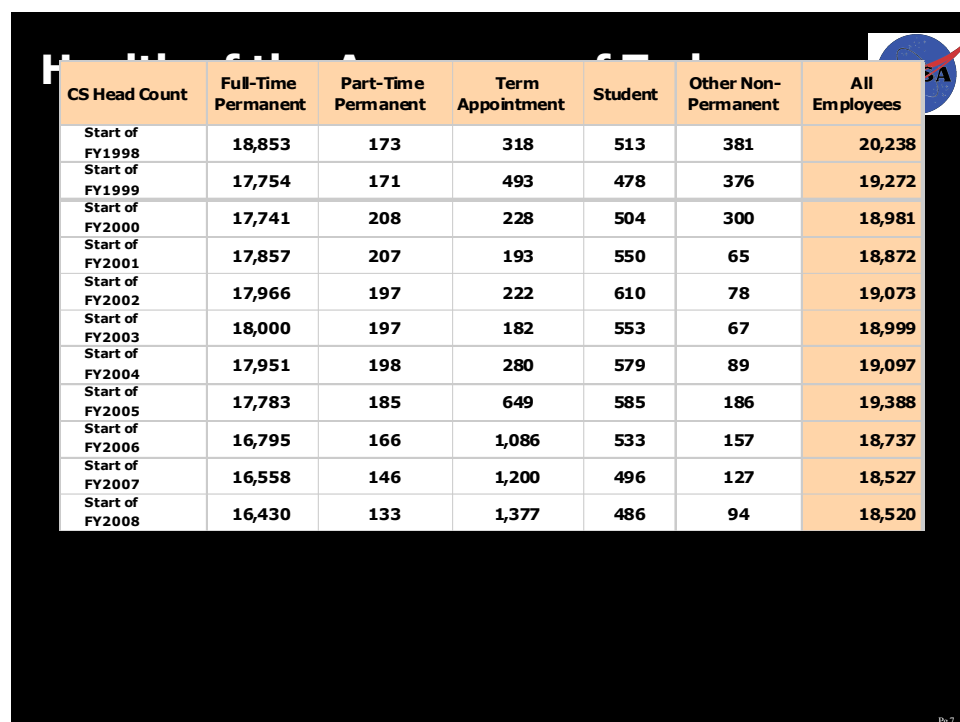 CS Head Count Full-Time Permanent Part-Time Permanent Term Appointment Student Other Non-Permanent All Employees
Start of FY1998 18,853 173 318 513 381 20,238
Start of FY1999 17,754 171 493 478 376 19,272
Start of FY2000 17,741 208 228 504 300 18,981
Start of FY2001 17,857 207 193 550 65 18,872
Start of FY2002 17,966 197 222 610 78 19,073
Start of FY2003 18,000 197 182 553 67 18,999
Start of FY2004 17,951 198 280 579 89 19,097
Start of FY2005 17,783 185 649 585 186 19,388
Start of FY2006 16,795 166 1,086 533 157 18,737
Start of FY2007 16,558 146 1,200 496 127 18,527
Start of FY2008 16,430 133 1,377 486 94 18,520